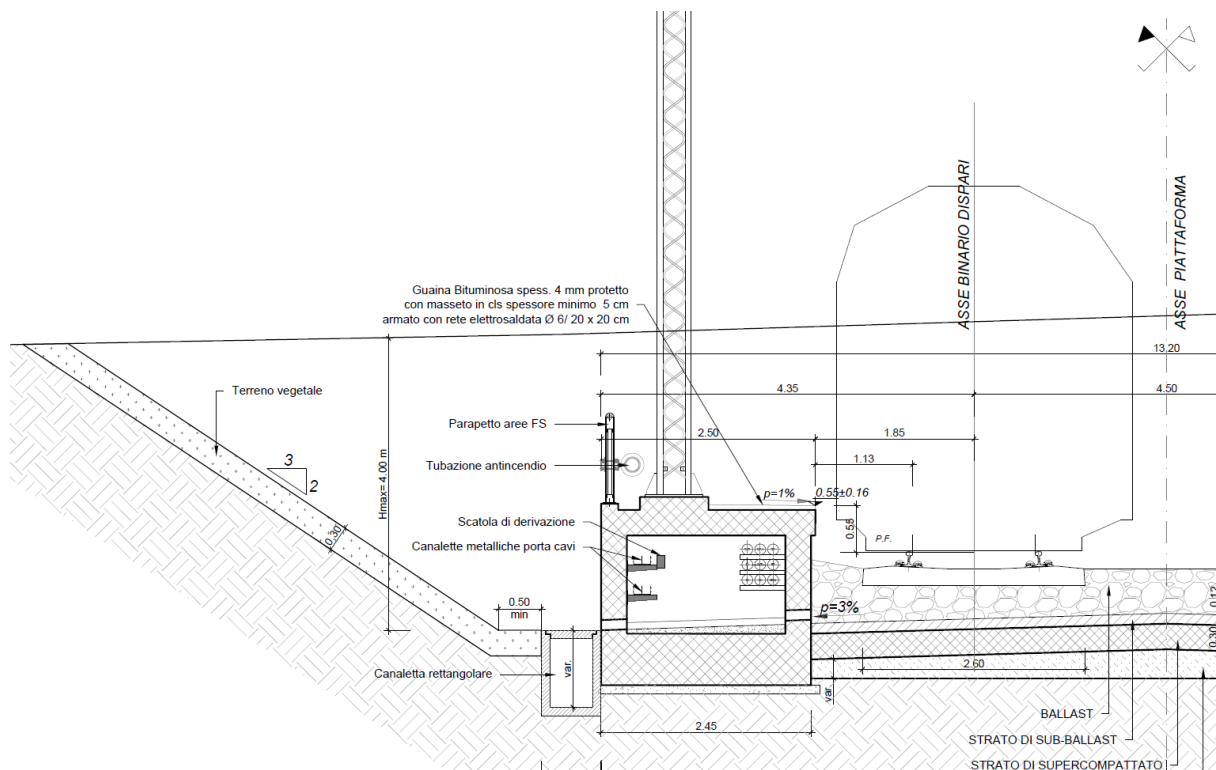 ASSE BINARIO DISPARI
ASSE PIATTAFORMA
Guaina Bituminosa spess. 4 mm protetto
con masseto in cls spessore minimo 5 cm
armato con rete elettrosaldata Ø 6/ 20 x 20 cm
13.20
Terreno vegetale
4.35
4.50
Parapetto aree FS
2.50
1.85
Tubazione antincendio
1.13
3
2
Hmax= 4.00 m
p=1%
0.55±0.16
Scatola di derivazione
0.55
P.F.
Canalette metalliche porta cavi
0.30
0.50
min
p=3%
0.12
0.30
Canaletta rettangolare
var.
2.60
var.
2.45
BALLAST
STRATO DI SUB-BALLAST
STRATO DI SUPERCOMPATTATO